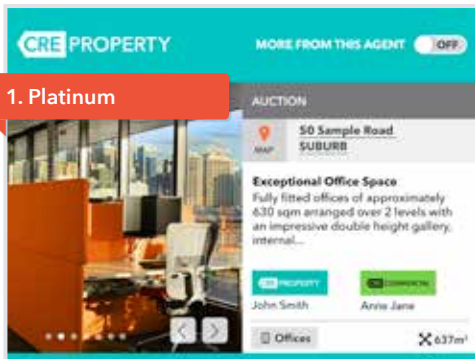 CRE PROPERTY
MORE FROM THIS AGENT OFF
1. Platinum
AUCTION
MAP
50 Sample Road
SUBURB
Exceptional Office Space
Fully fitted offices of approximately
630 sqm arranged over 2 levels with
an impressive double height gallery,
internal...
CRE PROPERTY
CRE COMMERCIAL
John Smith
Anne Jane
Offices
637m²